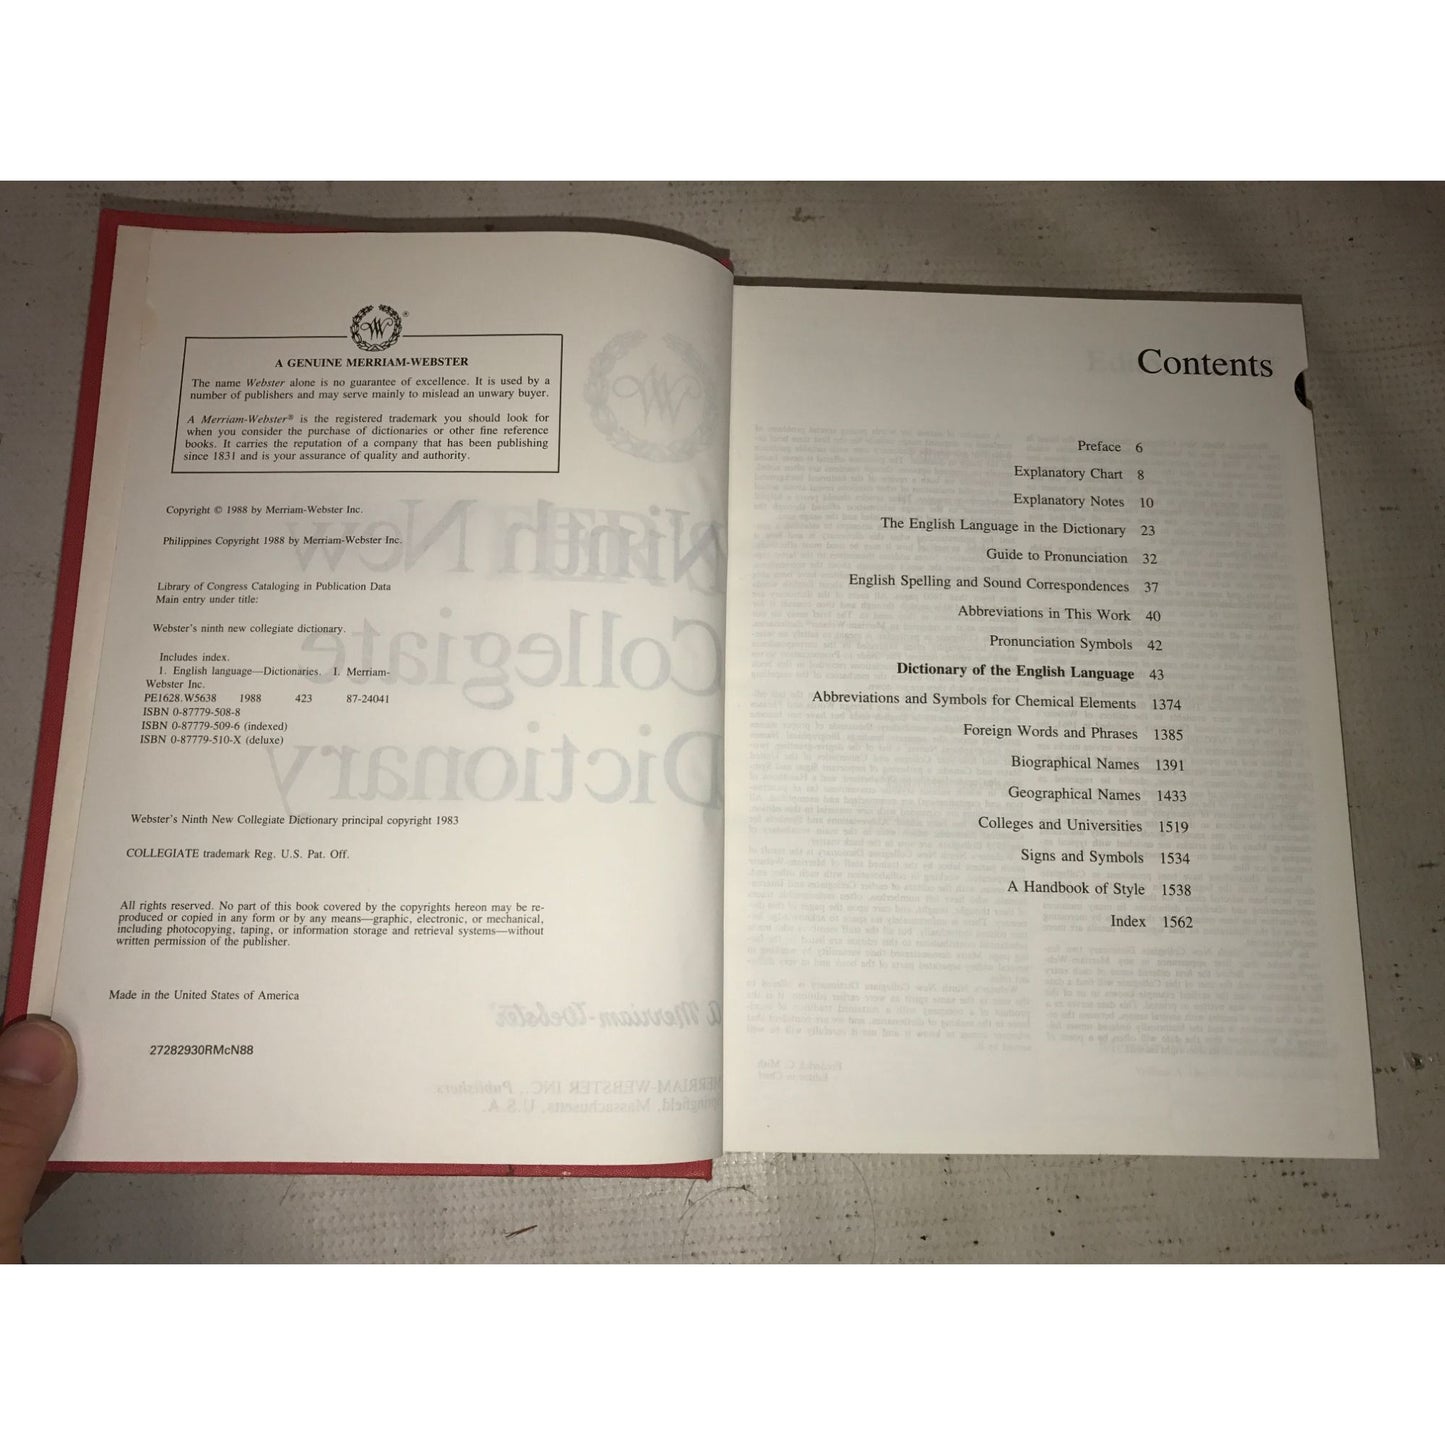 A GENUINE MERRIAM-WEBSTER
The name Webster alone is no guarantee of excellence. It is used by a
number of publishers and may serve mainly to mislead an unwary buyer.
A Merriam-Webster® is the registered trademark you should look for
when you consider the purchase of dictionaries or other fine reference
books. It carries the reputation of a company that has been publishing
since 1831 and is your assurance of quality and authority.
Copyright © 1988 by Merriam-Webster Inc.
Philippines Copyright 1988 by Merriam-Webster Inc.
Library of Congress Cataloging in Publication Data
Main entry under title:
Webster's ninth new collegiate dictionary.
Includes index.
1. English language—Dictionaries. I. Merriam-
Webster Inc.
PE1628.W5638 1988 423 87-24041
ISBN 0-87779-508-8
ISBN 0-87779-509-6 (indexed)
ISBN 0-87779-510-X (deluxe)
Webster's Ninth New Collegiate Dictionary principal copyright 1983
COLLEGIATE trademark Reg. U.S. Pat. Off.
All rights reserved. No part of this book covered by the copyrights hereon may be re-
produced or copied in any form or by any means—graphic, electronic, or mechanical,
including photocopying, taping, or information storage and retrieval systems—without
written permission of the publisher.
Made in the United States of America
27282930RMcN88
Contents
Preface 6
Explanatory Chart 8
Explanatory Notes 10
The English Language in the Dictionary 23
Guide to Pronunciation 32
English Spelling and Sound Correspondences 37
Abbreviations in This Work 40
Pronunciation Symbols 42
Dictionary of the English Language 43
Abbreviations and Symbols for Chemical Elements 1374
Foreign Words and Phrases 1385
Biographical Names 1391
Geographical Names 1433
Colleges and Universities 1519
Signs and Symbols 1534
A Handbook of Style 1538
Index 1562